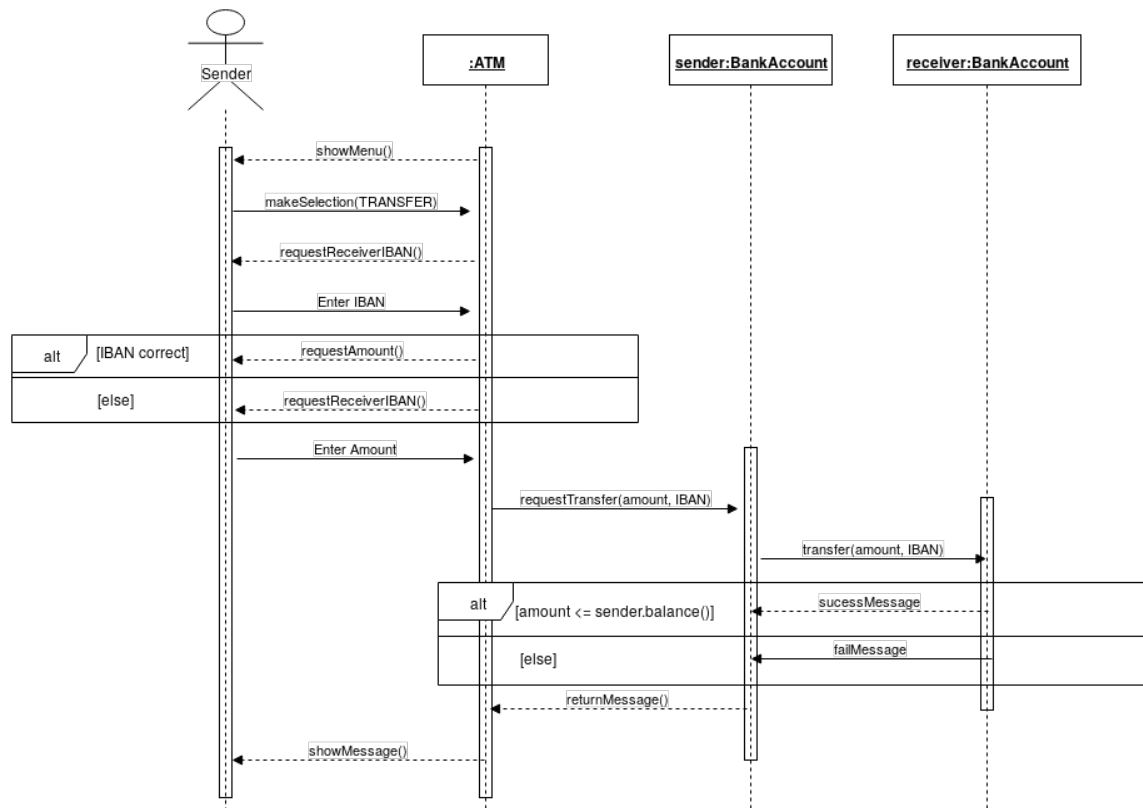 Sender
:ATM
sender:BankAccount
receiver:BankAccount
showMenu()
makeSelection(TRANSFER)
requestReceiverIBAN()
Enter IBAN
alt
[IBAN correct]
requestAmount()
[else]
requestReceiverIBAN()
Enter Amount
requestTransfer(amount, IBAN)
transfer(amount, IBAN)
alt
[amount <= sender.balance()]
sucessMessage
[else]
failMessage
returnMessage()
showMessage()